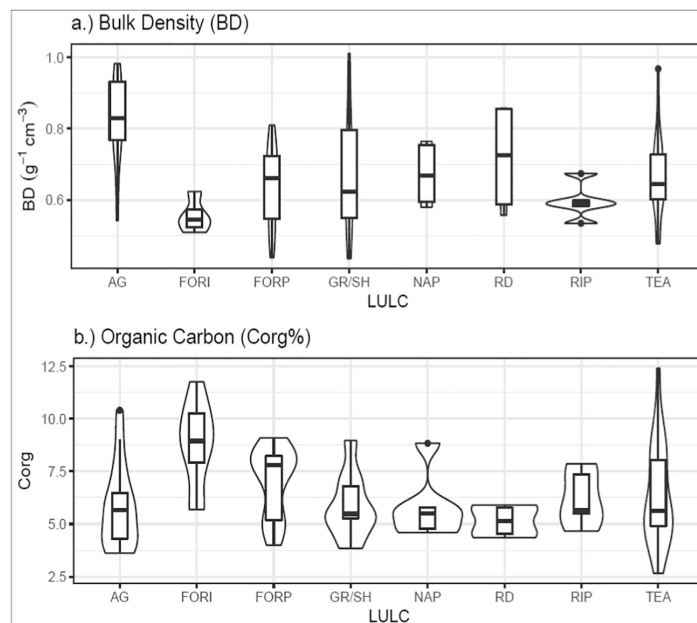 a.) Bulk Density (BD)
1.0
0.8
0.6
BD (g⁻¹ cm⁻³)
AG FORI FORP GR/SH NAP RD RIP TEA
LULC
b.) Organic Carbon (Corg%)
12.5
10.0
7.5
5.0
2.5
Corg
AG FORI FORP GR/SH NAP RD RIP TEA
LULC